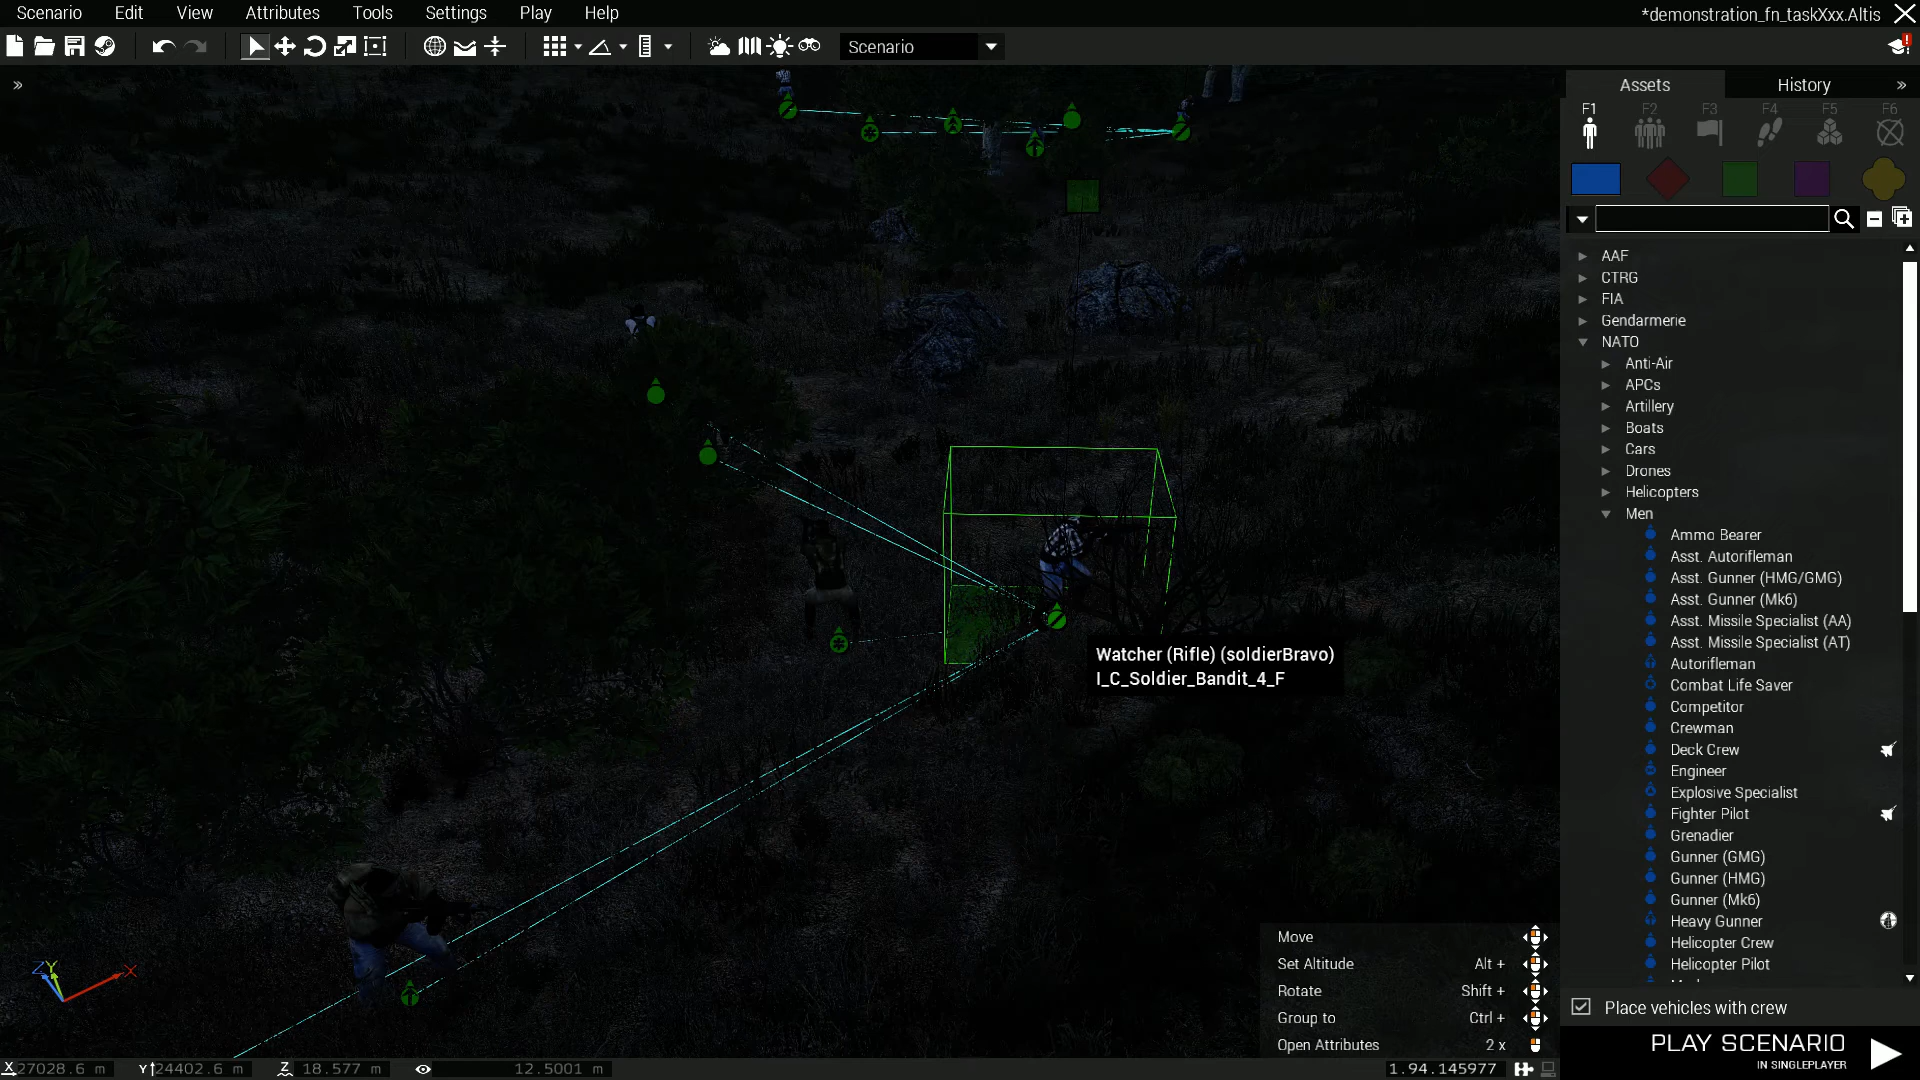 Scenario Edit View Attributes Tools Settings Play Help
*demonstration_fn_taskXxx.Altis
Scenario
Assets History
F1 F2 F3 F4 F5 F6
AAF
CTRG
FIA
Gendarmerie
NATO
Anti-Air
APCs
Artillery
Boats
Cars
Drones
Helicopters
Men
Ammo Bearer
Asst. Autorifleman
Asst. Gunner (HMG/GMG)
Asst. Gunner (Mk6)
Asst. Missile Specialist (AA)
Asst. Missile Specialist (AT)
Autorifleman
Combat Life Saver
Competitor
Crewman
Deck Crew
Engineer
Explosive Specialist
Fighter Pilot
Grenadier
Gunner (GMG)
Gunner (HMG)
Gunner (Mk6)
Heavy Gunner
Helicopter Crew
Helicopter Pilot
Watcher (Rifle) (soldierBravo)
I_C_Soldier_Bandit_4_F
Move
Set Altitude Alt +
Rotate Shift +
Group to Ctrl +
Open Attributes 2 x
Z Y X
Place vehicles with crew
PLAY SCENARIO
IN SINGLEPLAYER
X 27028.6 m Y 24402.6 m Z 18.577 m 12.5001 m 1.94.145977